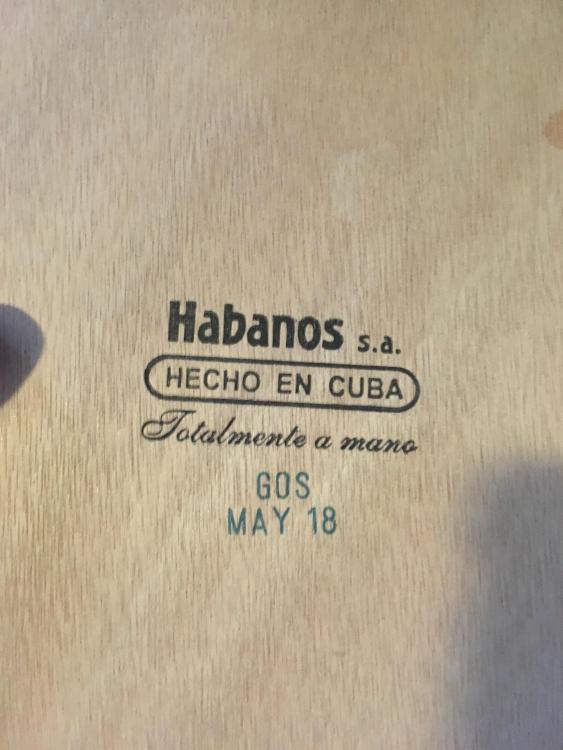 Habanos s.a.
HECHO EN CUBA
Totalmente a mano
GOS
MAY 18